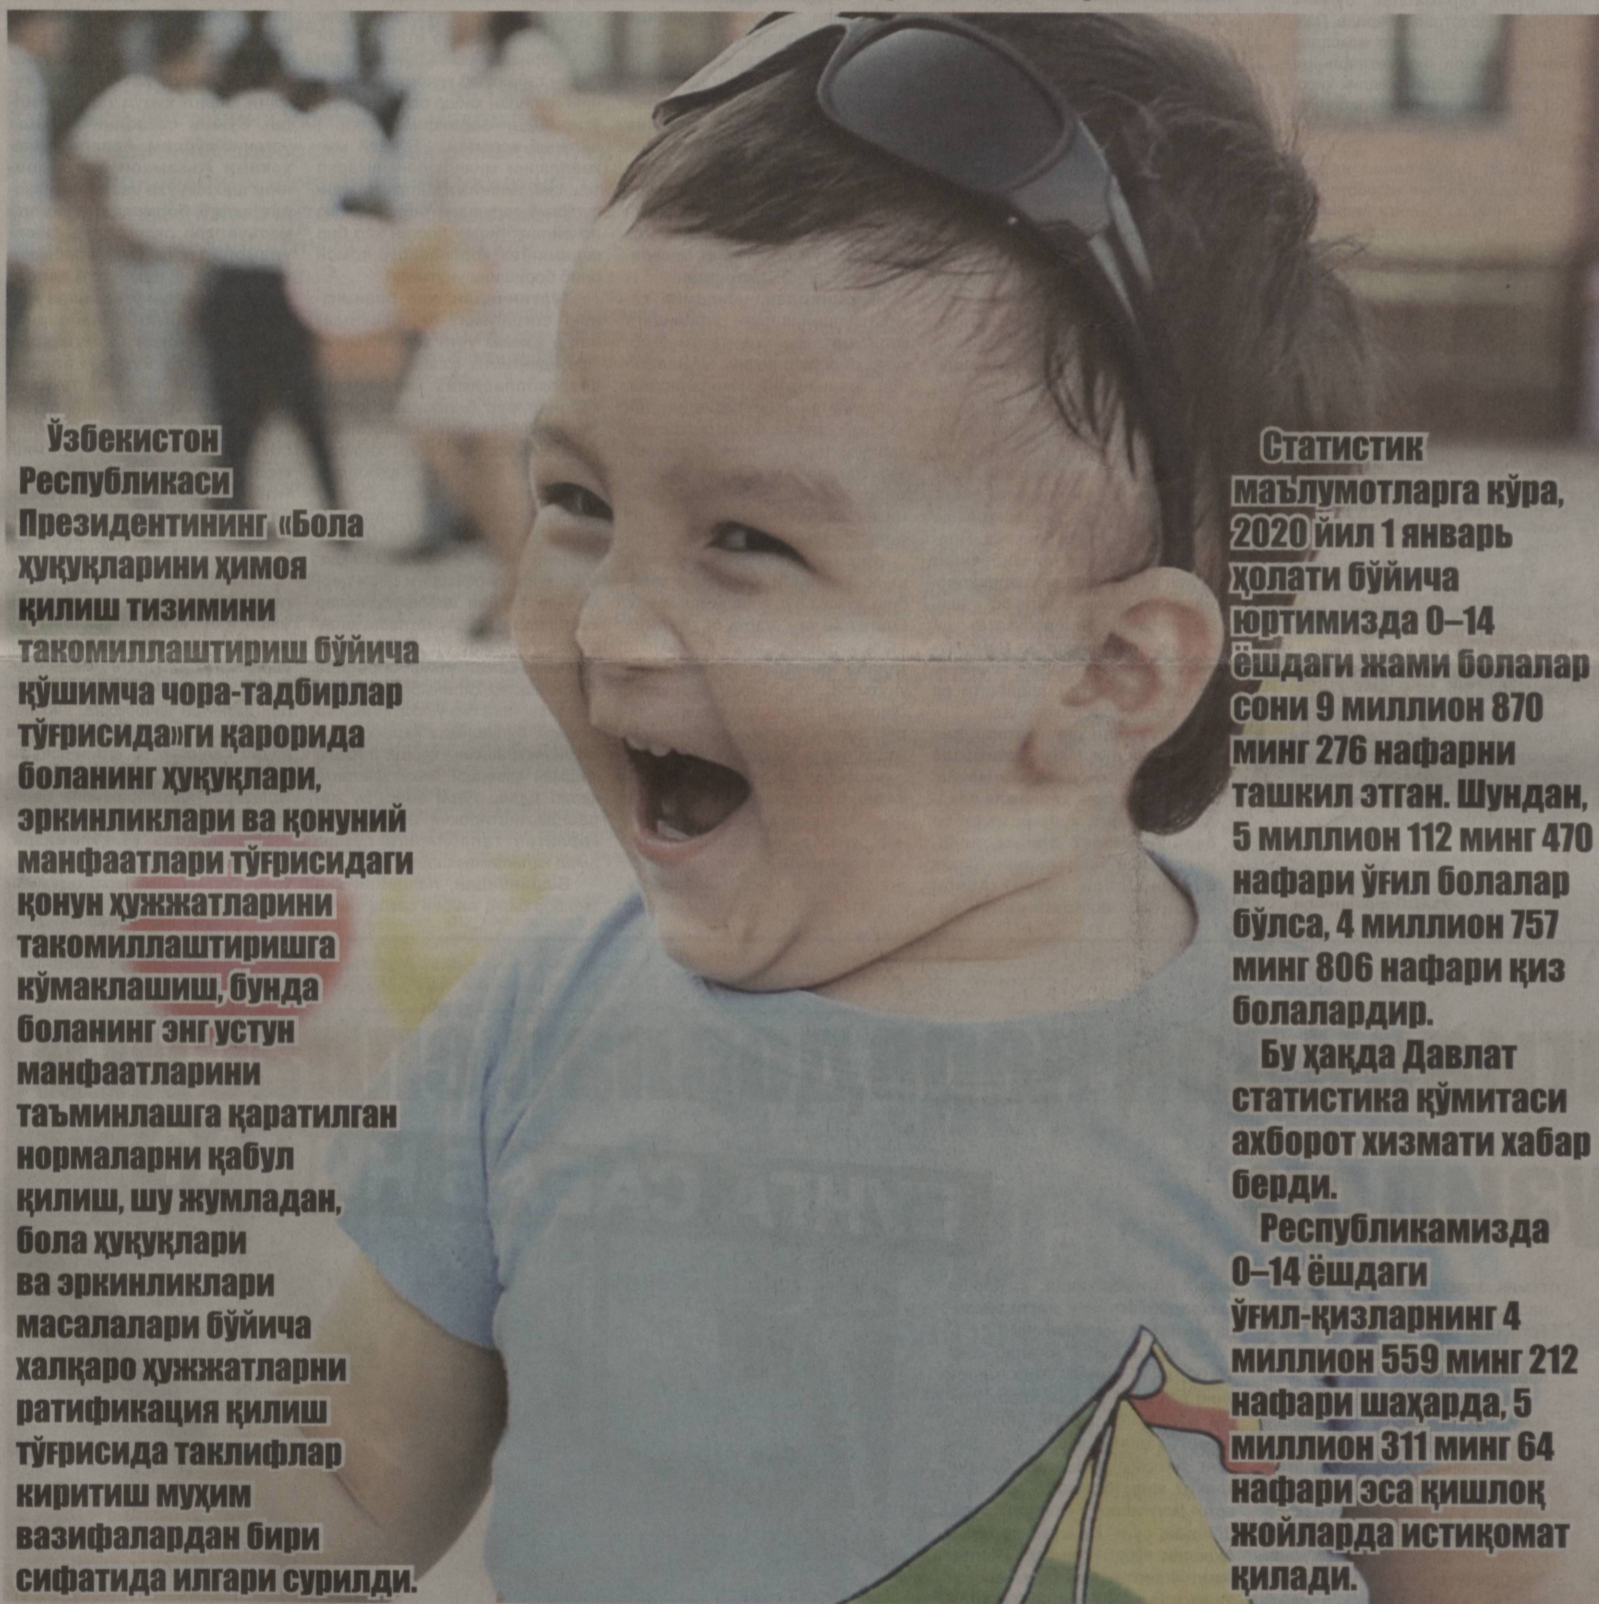 Ўзбекистон
Республикаси
Президентининг «Бола
ҳуқуқларини ҳимоя
қилиш тизимини
такомиллаштириш бўйича
қўшимча чора-тадбирлар
тўғрисида»ги қарорида
боланинг ҳуқуқлари,
эркинликлари ва қонуний
манфаатлари тўғрисидаги
қонун ҳужжатларини
такомиллаштиришга
кўмаклашиш, бунда
боланинг энг устун
манфаатларини
таъминлашга қаратилган
нормаларни қабул
қилиш, шу жумладан,
бола ҳуқуқлари
ва эркинликлари
масалалари бўйича
халқаро ҳужжатларни
ратификация қилиш
тўғрисида таклифлар
киритиш муҳим
вазифалардан бири
сифатида илгари сурилди.
Статистик
маълумотларга кўра,
2020 йил 1 январь
ҳолати бўйича
юртимизда 0–14
ёшдаги жами болалар
сони 9 миллион 870
минг 276 нафарни
ташкил этган. Шундан,
5 миллион 112 минг 470
нафари ўғил болалар
бўлса, 4 миллион 757
минг 806 нафари қиз
болалардир.
Бу ҳақда Давлат
статистика қўмитаси
ахборот хизмати хабар
берди.
Республикамизда
0–14 ёшдаги
ўғил-қизларнинг 4
миллион 559 минг 212
нафари шаҳарда, 5
миллион 311 минг 64
нафари эса қишлоқ
жойларда истиқомат
қилади.